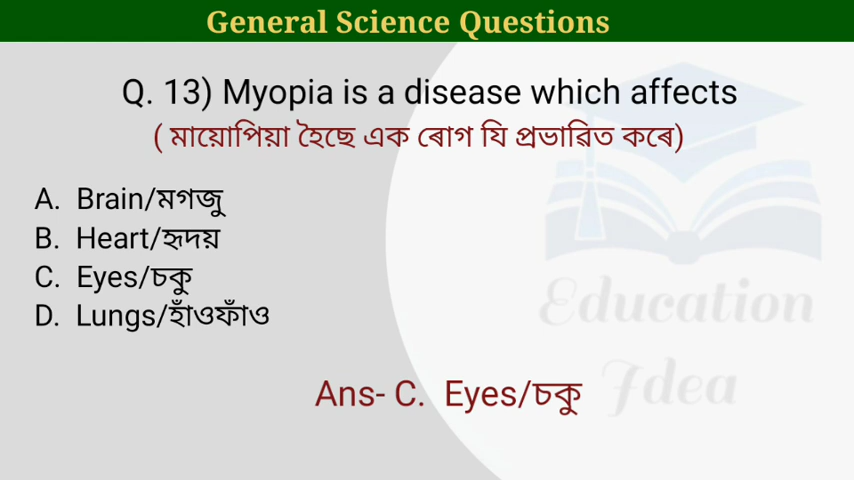 General Science Questions
Q. 13) Myopia is a disease which affects
( মায়োপিয়া হৈছে এক ৰোগ যি প্ৰভাৱিত কৰে)
A. Brain/মগজু
B. Heart/হৃদয়
C. Eyes/চকু
D. Lungs/হাঁওফাঁও
Education
Idea
Ans- C. Eyes/চকু